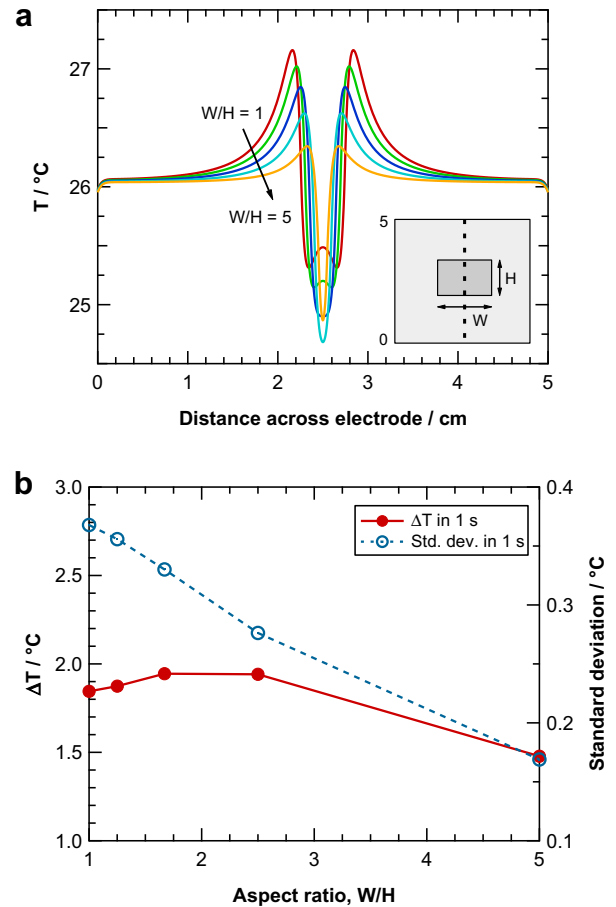 a
27
26
25
T / °C
W/H = 1
W/H = 5
5
0
H
W
0
1
2
3
4
5
Distance across electrode / cm
b
3.0
2.5
2.0
1.5
1.0
ΔT / °C
ΔT in 1 s
Std. dev. in 1 s
0.4
0.3
0.2
0.1
Standard deviation / °C
1
2
3
4
5
Aspect ratio, W/H